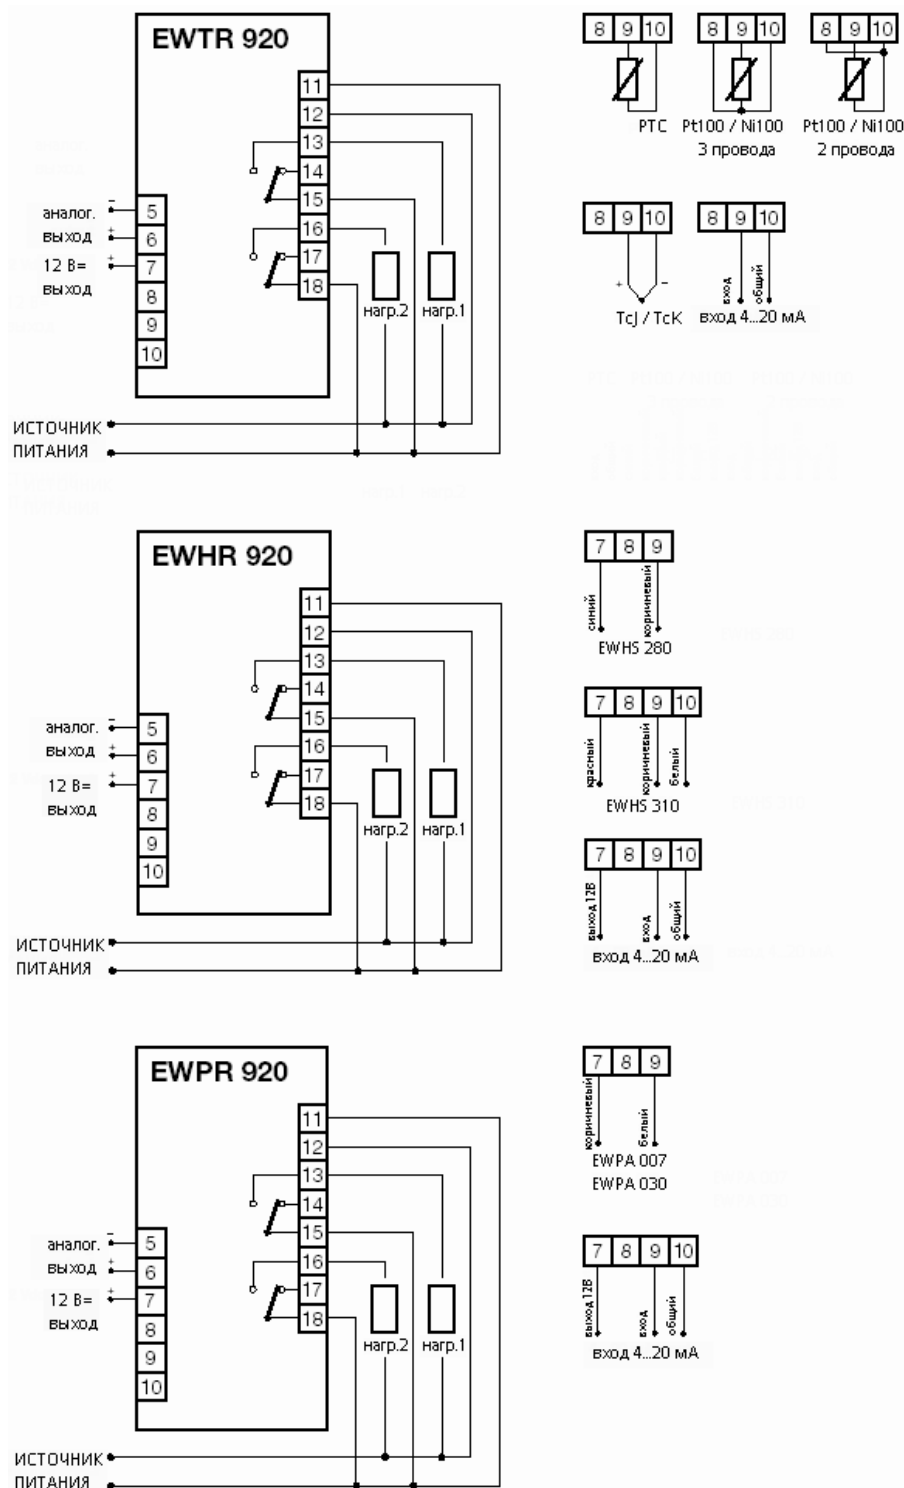 EWTR 920
11
12
13
14
15
16
17
18
5
6
7
8
9
10
аналог.
выход
12 В=
выход
- + +
нагр.2 нагр.1
ИСТОЧНИК
ПИТАНИЯ
8 9 10
PTC
8 9 10
Pt100 / Ni100
3 провода
8 9 10
Pt100 / Ni100
2 провода
8 9 10
+ -
TcJ / TcK
8 9 10
вход
общий
вход 4...20 мА
EWHR 920
11
12
13
14
15
16
17
18
5
6
7
8
9
10
аналог.
выход
12 В=
выход
- + +
нагр.2 нагр.1
ИСТОЧНИК
ПИТАНИЯ
7 8 9
синий
коричневый
EWHS 280
7 8 9 10
красный
коричневый
белый
EWHS 310
7 8 9 10
выход 12В
вход
общий
вход 4...20 мА
EWPR 920
11
12
13
14
15
16
17
18
5
6
7
8
9
10
аналог.
выход
12 В=
выход
- + +
нагр.2 нагр.1
ИСТОЧНИК
ПИТАНИЯ
7 8 9
коричневый
белый
EWPA 007
EWPA 030
7 8 9 10
выход 12В
вход
общий
вход 4...20 мА